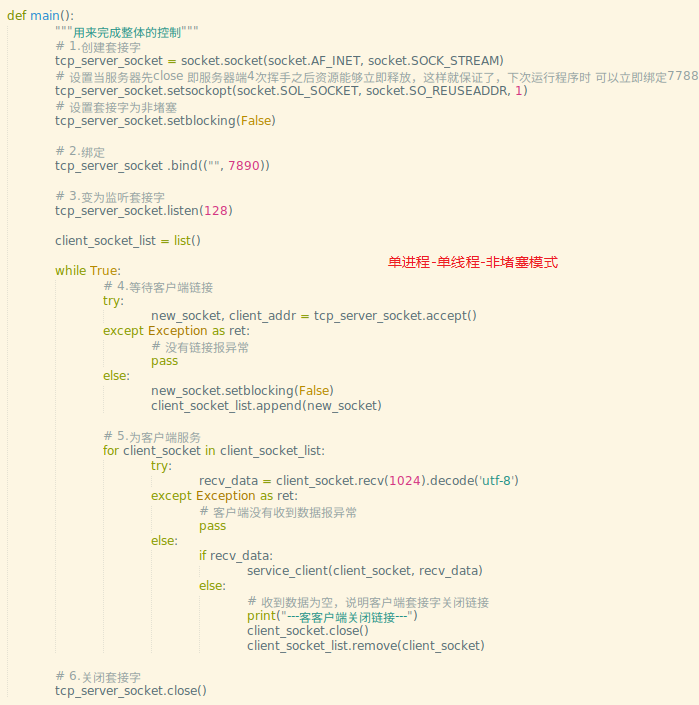 def main():
"""用来完成整体的控制"""
# 1.创建套接字
tcp_server_socket = socket.socket(socket.AF_INET, socket.SOCK_STREAM)
# 设置当服务器先close 即服务器端4次挥手之后资源能够立即释放，这样就保证了，下次运行程序时 可以立即绑定7788
tcp_server_socket.setsockopt(socket.SOL_SOCKET, socket.SO_REUSEADDR, 1)
# 设置套接字为非堵塞
tcp_server_socket.setblocking(False)
# 2.绑定
tcp_server_socket .bind(("", 7890))
# 3.变为监听套接字
tcp_server_socket.listen(128)
client_socket_list = list()
单进程-单线程-非堵塞模式
while True:
# 4.等待客户端链接
try:
new_socket, client_addr = tcp_server_socket.accept()
except Exception as ret:
# 没有链接报异常
pass
else:
new_socket.setblocking(False)
client_socket_list.append(new_socket)
# 5.为客户端服务
for client_socket in client_socket_list:
try:
recv_data = client_socket.recv(1024).decode('utf-8')
except Exception as ret:
# 客户端没有收到数据报异常
pass
else:
if recv_data:
service_client(client_socket, recv_data)
else:
# 收到数据为空，说明客户端套接字关闭链接
print("---客客户端关闭链接---")
client_socket.close()
client_socket_list.remove(client_socket)
# 6.关闭套接字
tcp_server_socket.close()